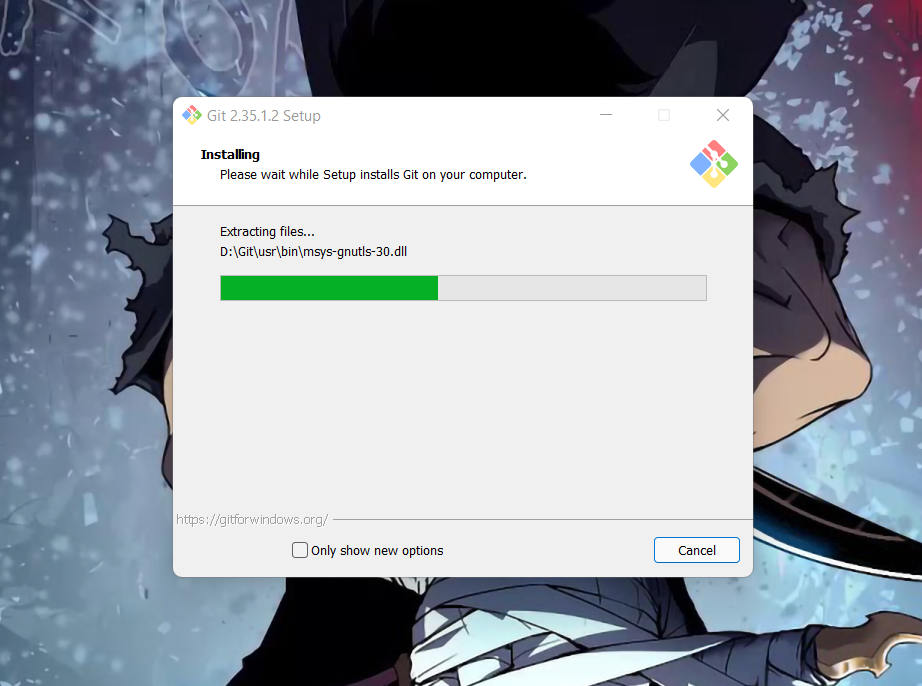 Git 2.35.1.2 Setup
Installing
Please wait while Setup installs Git on your computer.
Extracting files...
D:\Git\usr\bin\msys-gnutls-30.dll
https://gitforwindows.org/
Only show new options
Cancel